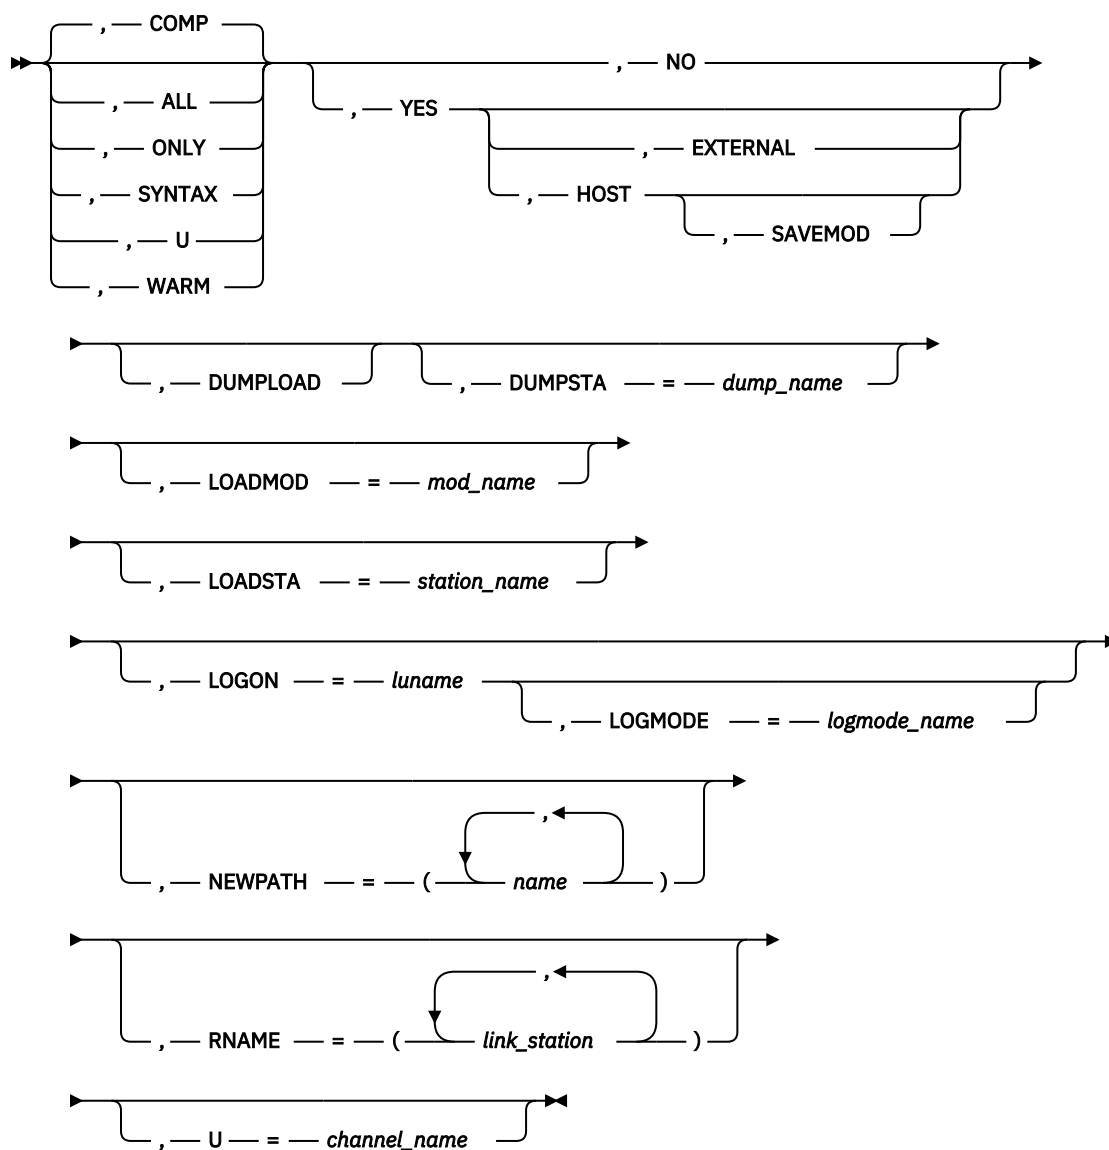 , COMP
, NO
, ALL
, YES
, ONLY
, EXTERNAL
, SYNTAX
, HOST
, U
, SAVEMOD
, WARM
, DUMPLOAD , DUMPSTA = dump_name
, LOADMOD = mod_name
, LOADSTA = station_name
, LOGON = luname
, LOGMODE = logmode_name
,
, NEWPATH = ( name )
,
, RNAME = ( link_station )
, U = channel_name